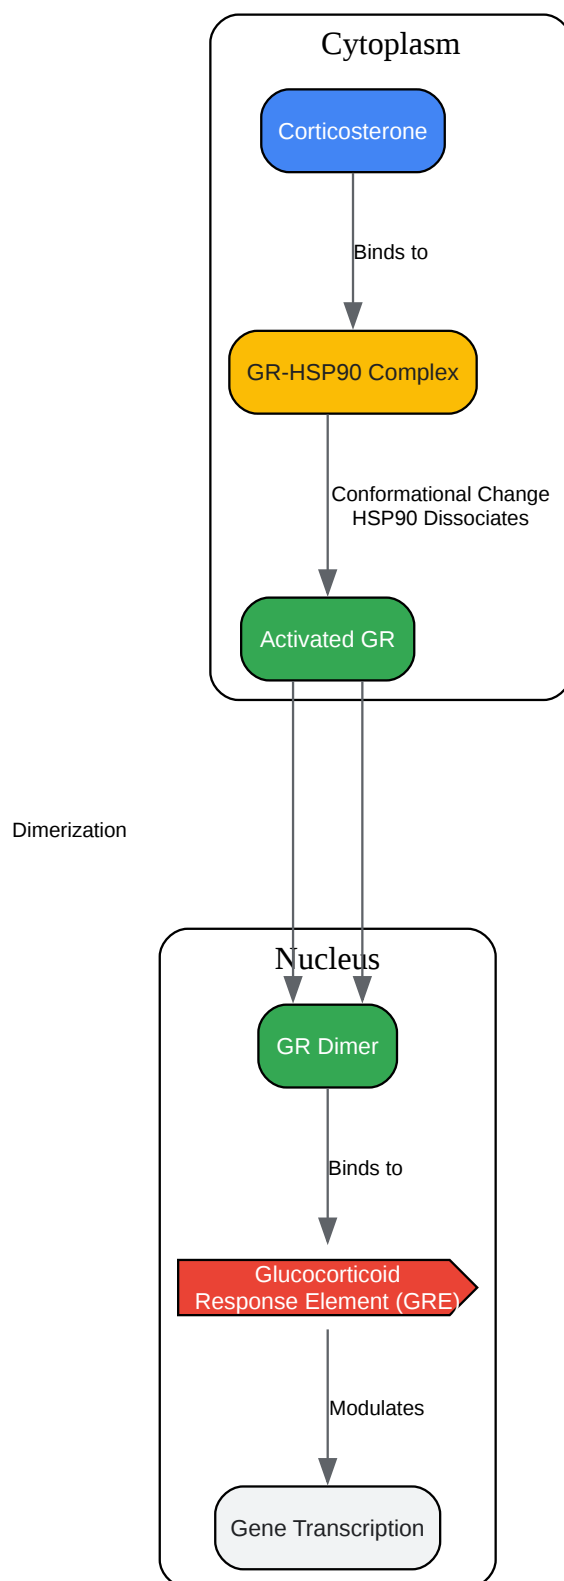 Cytoplasm
Corticosterone
Binds to
GR-HSP90 Complex
Conformational Change
HSP90 Dissociates
Activated GR
Dimerization
Nucleus
GR Dimer
Binds to
Glucocorticoid
Response Element (GRE)
Modulates
Gene Transcription